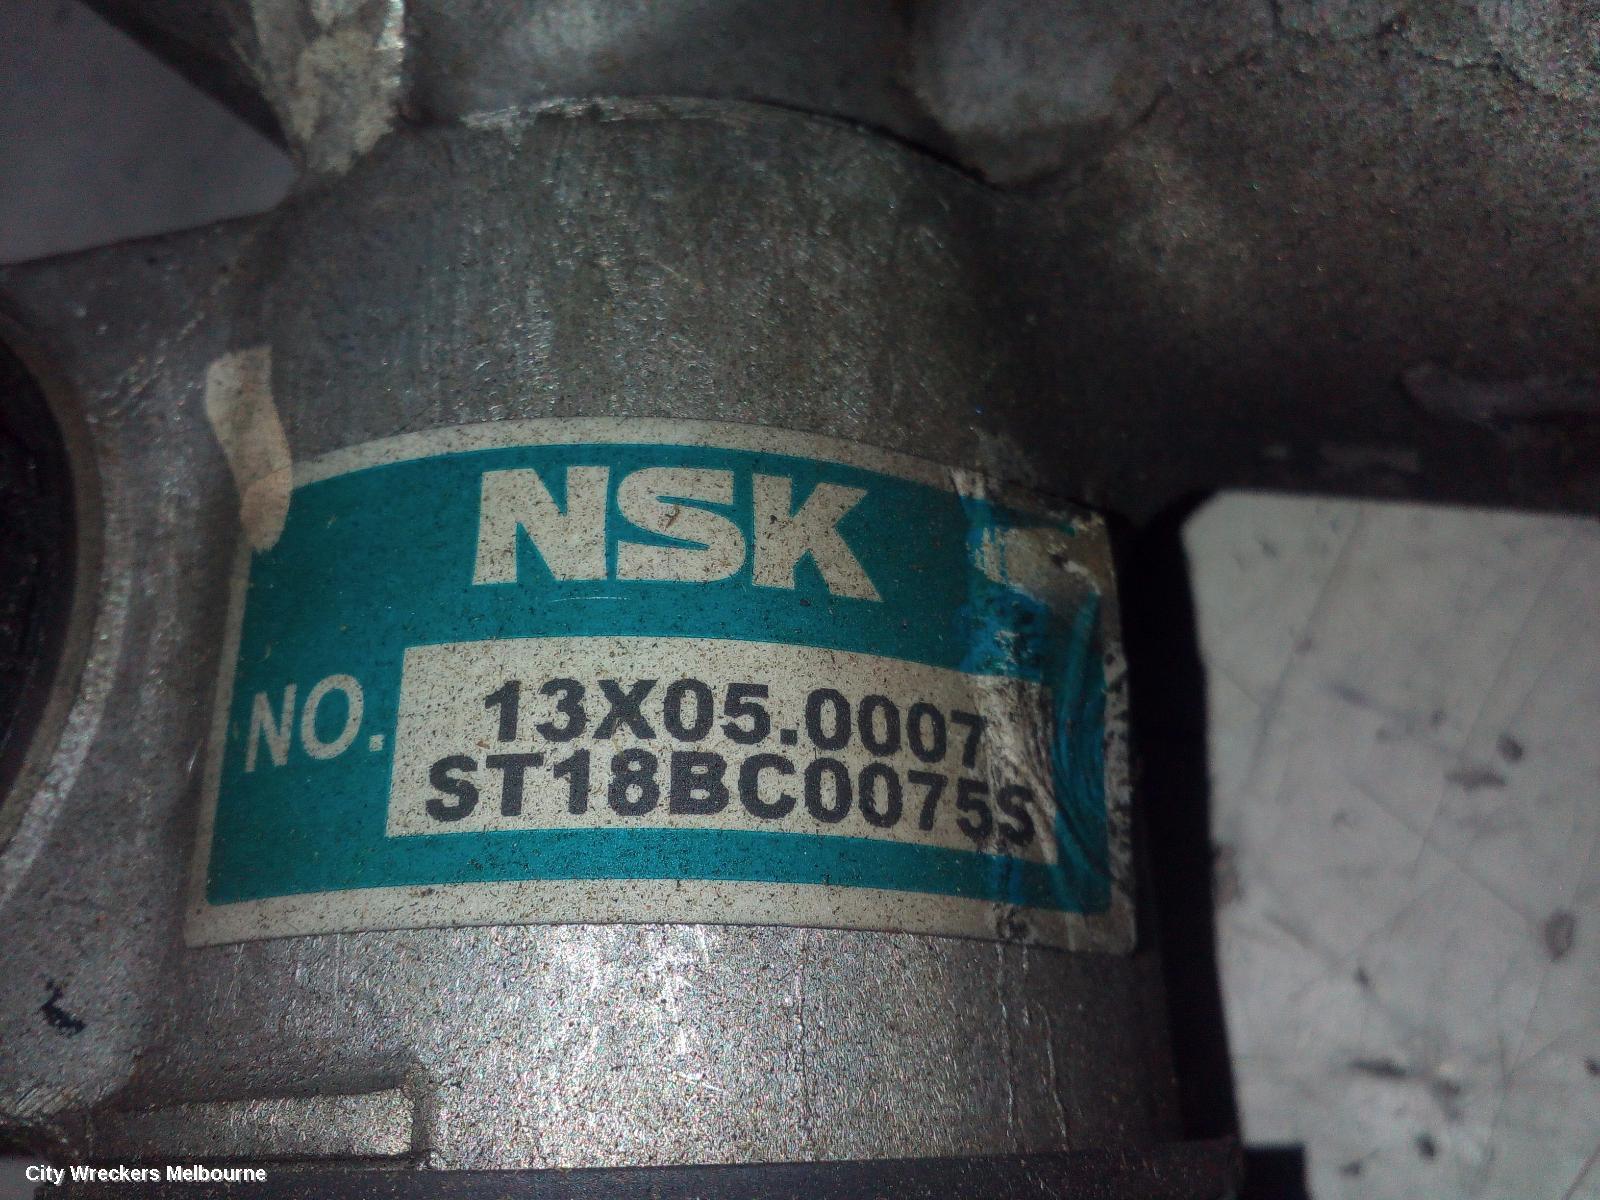 NSK
NO. 13X05.0007
ST18BC0075S
City Wreckers Melbourne